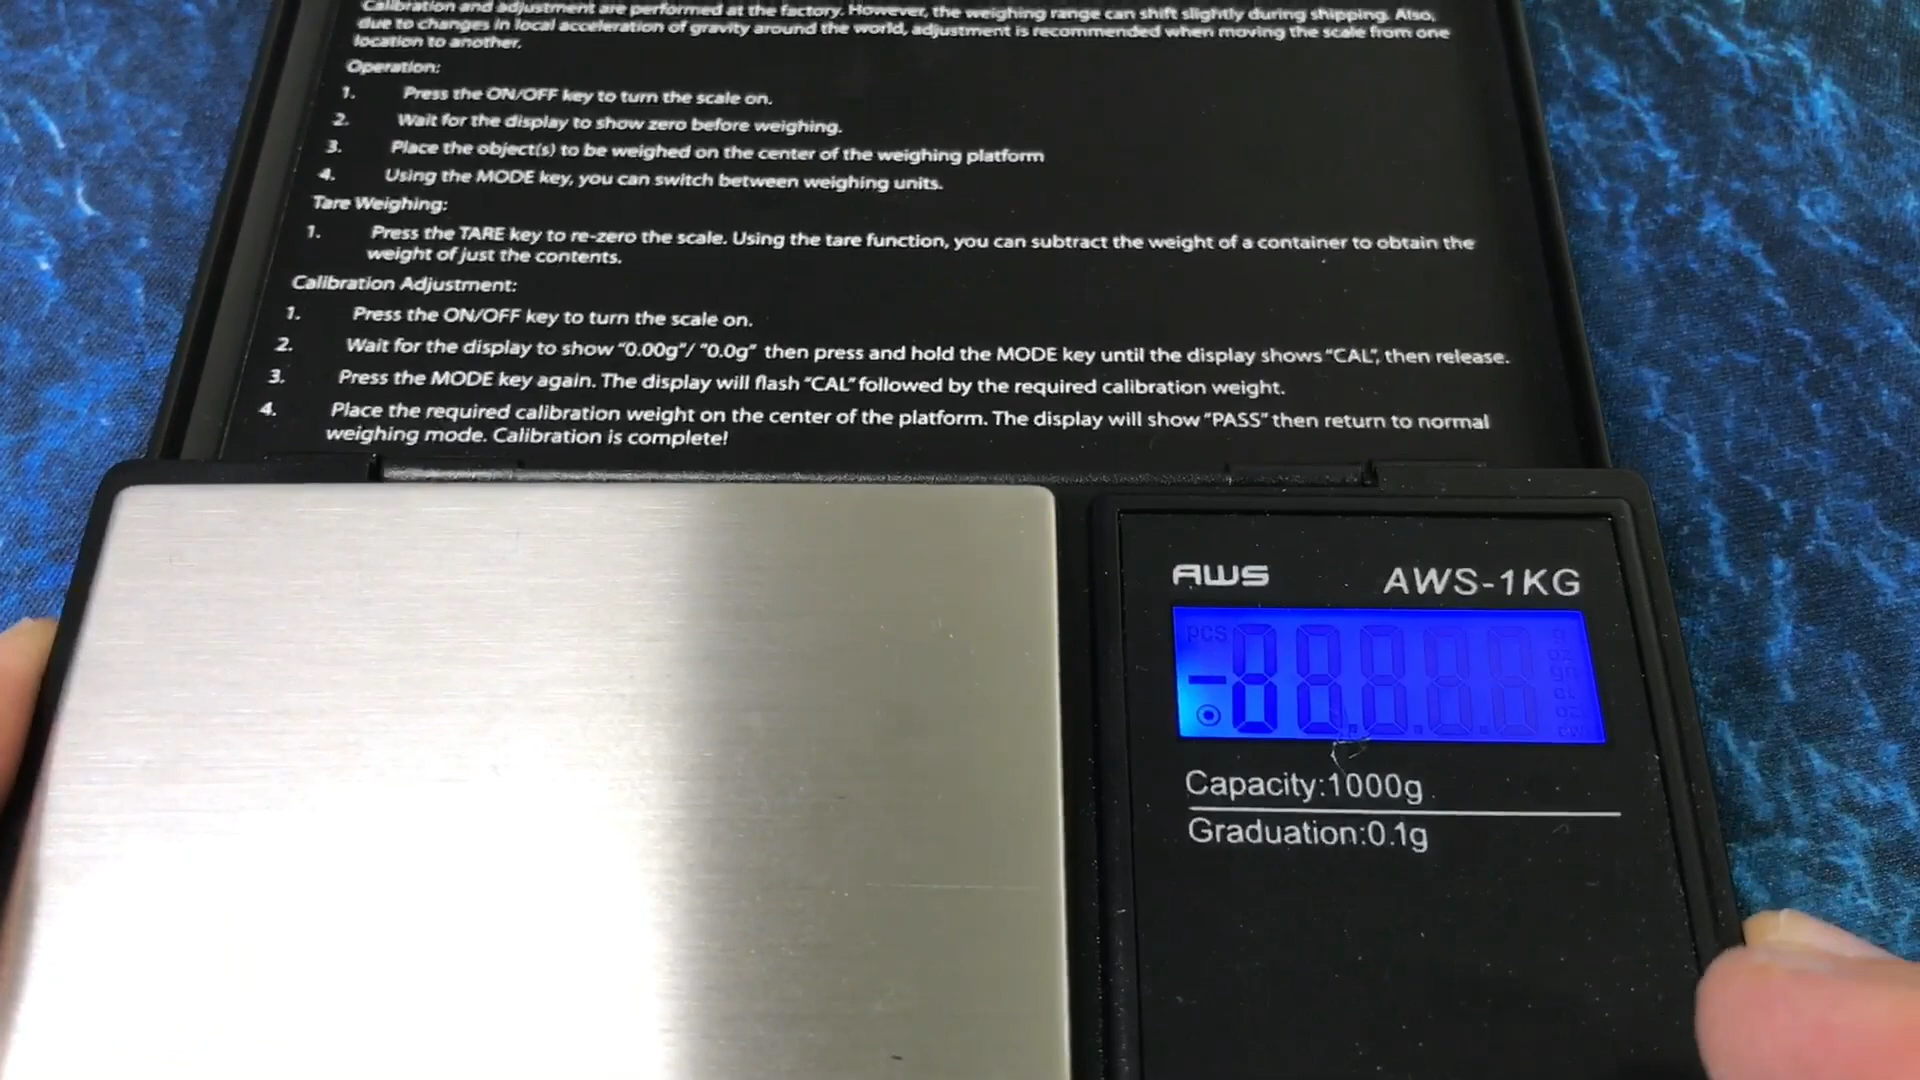 Calibration and adjustment are performed at the factory. However, the weighing range can shift slightly during shipping. Also,
due to changes in local acceleration of gravity around the world, adjustment is recommended when moving the scale from one
location to another.
Operation:
1. Press the ON/OFF key to turn the scale on.
2. Wait for the display to show zero before weighing.
3. Place the object(s) to be weighed on the center of the weighing platform
4. Using the MODE key, you can switch between weighing units.
Tare Weighing:
1. Press the TARE key to re-zero the scale. Using the tare function, you can subtract the weight of a container to obtain the
weight of just the contents.
Calibration Adjustment:
1. Press the ON/OFF key to turn the scale on.
2. Wait for the display to show "0.00g"/ "0.0g" then press and hold the MODE key until the display shows "CAL", then release.
3. Press the MODE key again. The display will flash "CAL" followed by the required calibration weight.
4. Place the required calibration weight on the center of the platform. The display will show "PASS" then return to normal
weighing mode. Calibration is complete!
AWS AWS-1KG
PCS
Capacity:1000g
Graduation:0.1g